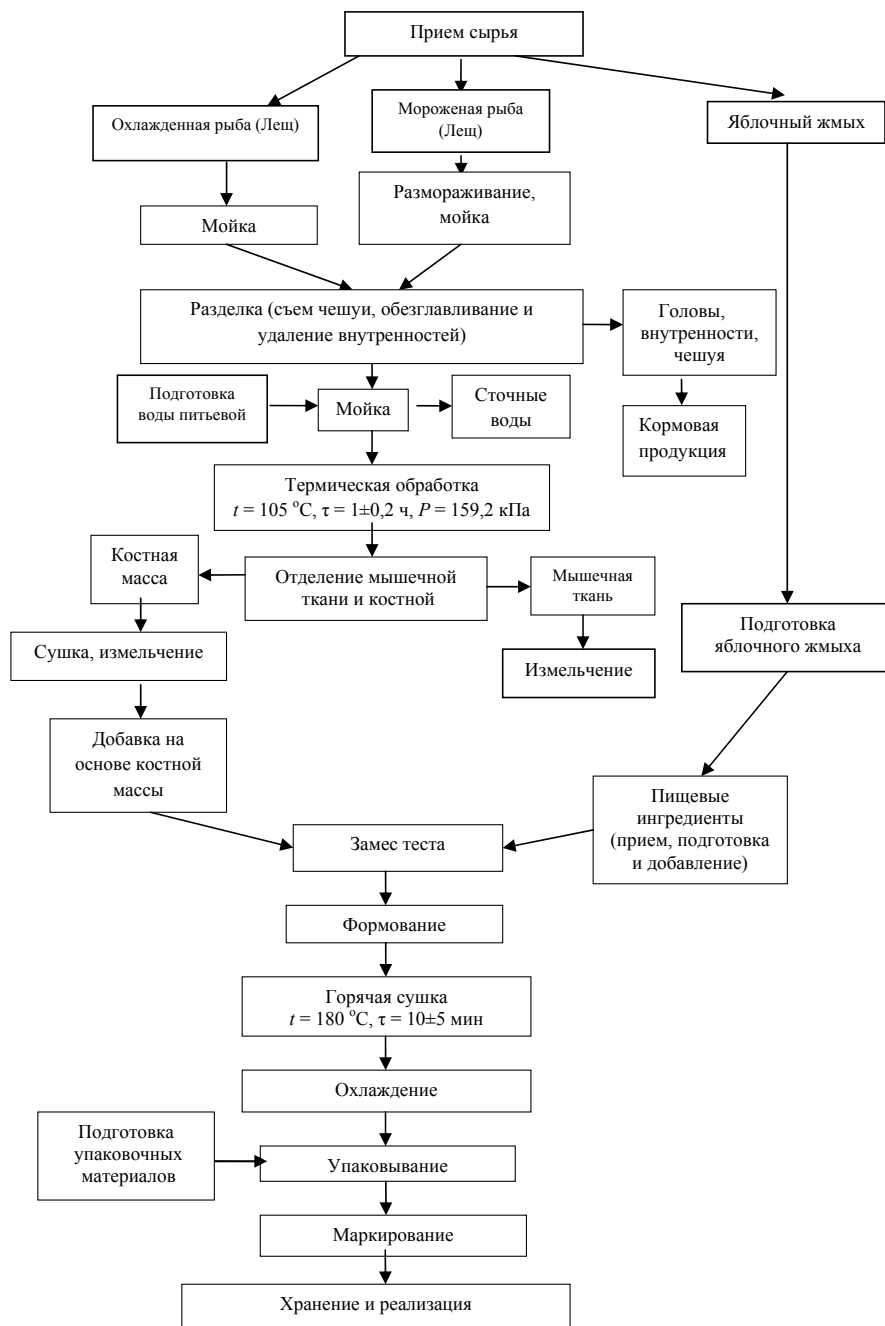 Прием сырья
Охлажденная рыба (Лещ)
Мороженая рыба
(Лещ)
Яблочный жмых
Мойка
Размораживание,
мойка
Разделка (съем чешуи, обезглавливание и
удаление внутренностей)
Головы,
внутренности,
чешуя
Подготовка
воды питьевой
Мойка
Сточные
воды
Кормовая
продукция
Термическая обработка
t = 105 °С, τ = 1±0,2 ч, P = 159,2 кПа
Костная
масса
Отделение мышечной
ткани и костной
Мышечная
ткань
Подготовка
яблочного жмыха
Сушка, измельчение
Измельчение
Добавка на
основе костной
массы
Пищевые
ингредиенты
(прием, подготовка
и добавление)
Замес теста
Формование
Горячая сушка
t = 180 °С, τ = 10±5 мин
Охлаждение
Подготовка
упаковочных
материалов
Упаковывание
Маркирование
Хранение и реализация